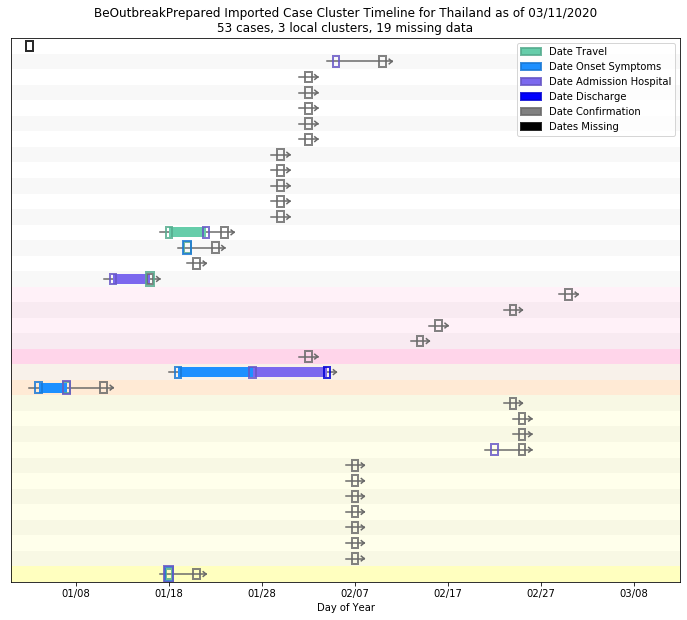 BeOutbreakPrepared Imported Case Cluster Timeline for Thailand as of 03/11/2020
53 cases, 3 local clusters, 19 missing data
Date Travel
Date Onset Symptoms
Date Admission Hospital
Date Discharge
Date Confirmation
Dates Missing
01/08 01/18 01/28 02/07 02/17 02/27 03/08
Day of Year